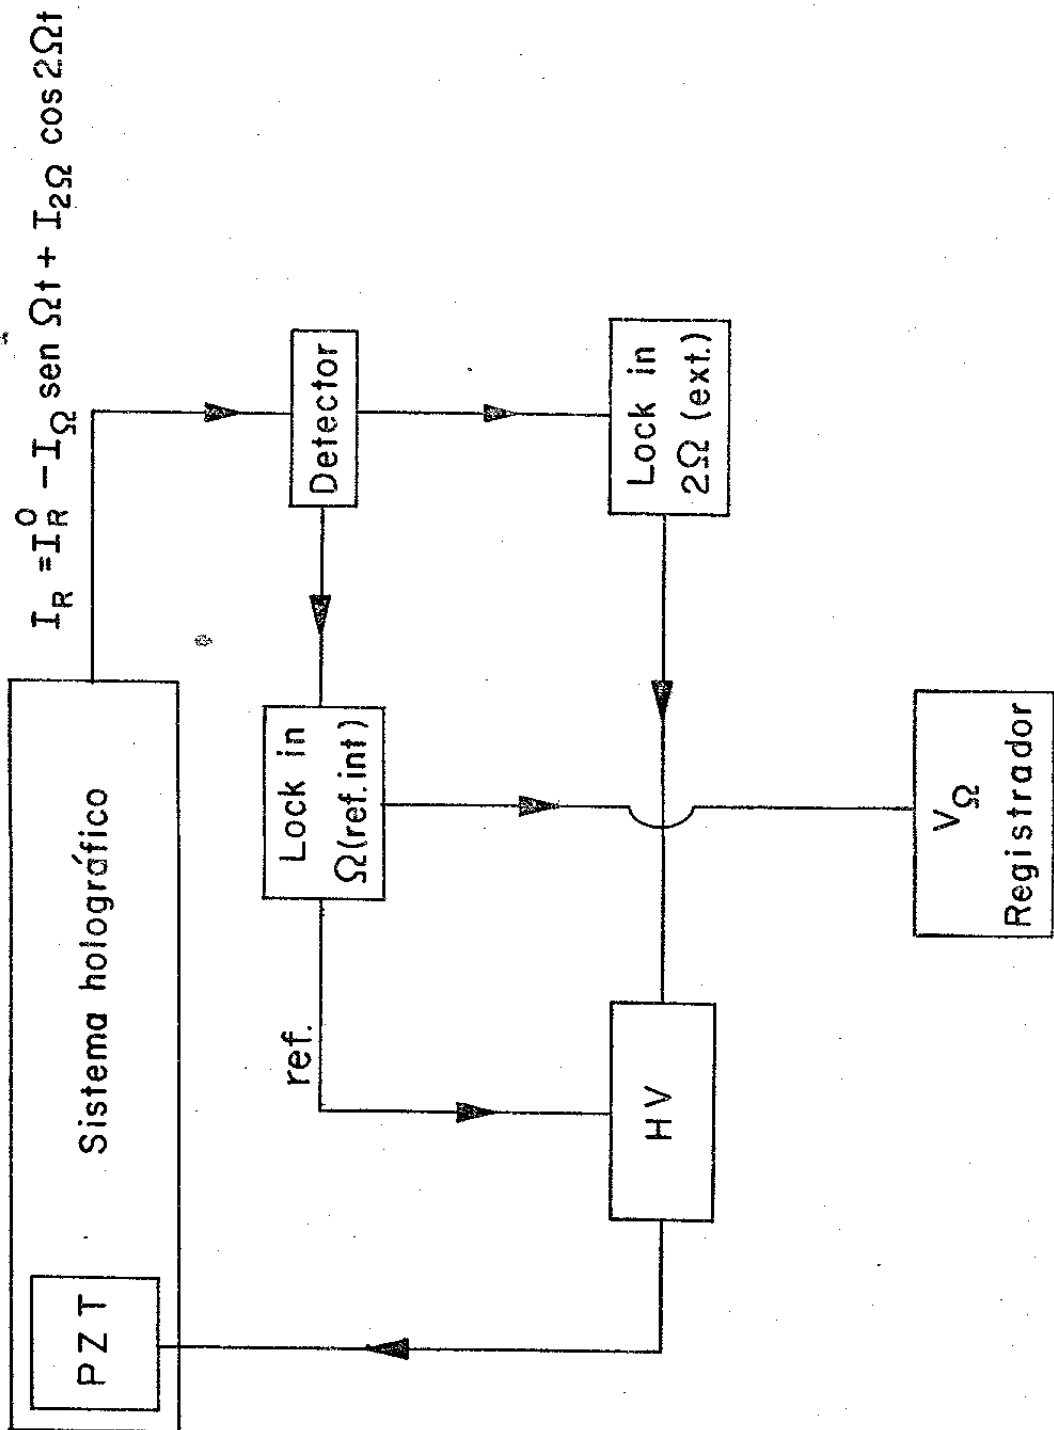 I_R = I_R^0 – I_Ω sen Ωt + I_2Ω cos 2Ωt
Sistema holográfico
PZT
Detector
Lock in
Ω(ref. int)
ref.
Lock in
2Ω (ext.)
HV
V_Ω
Registrador